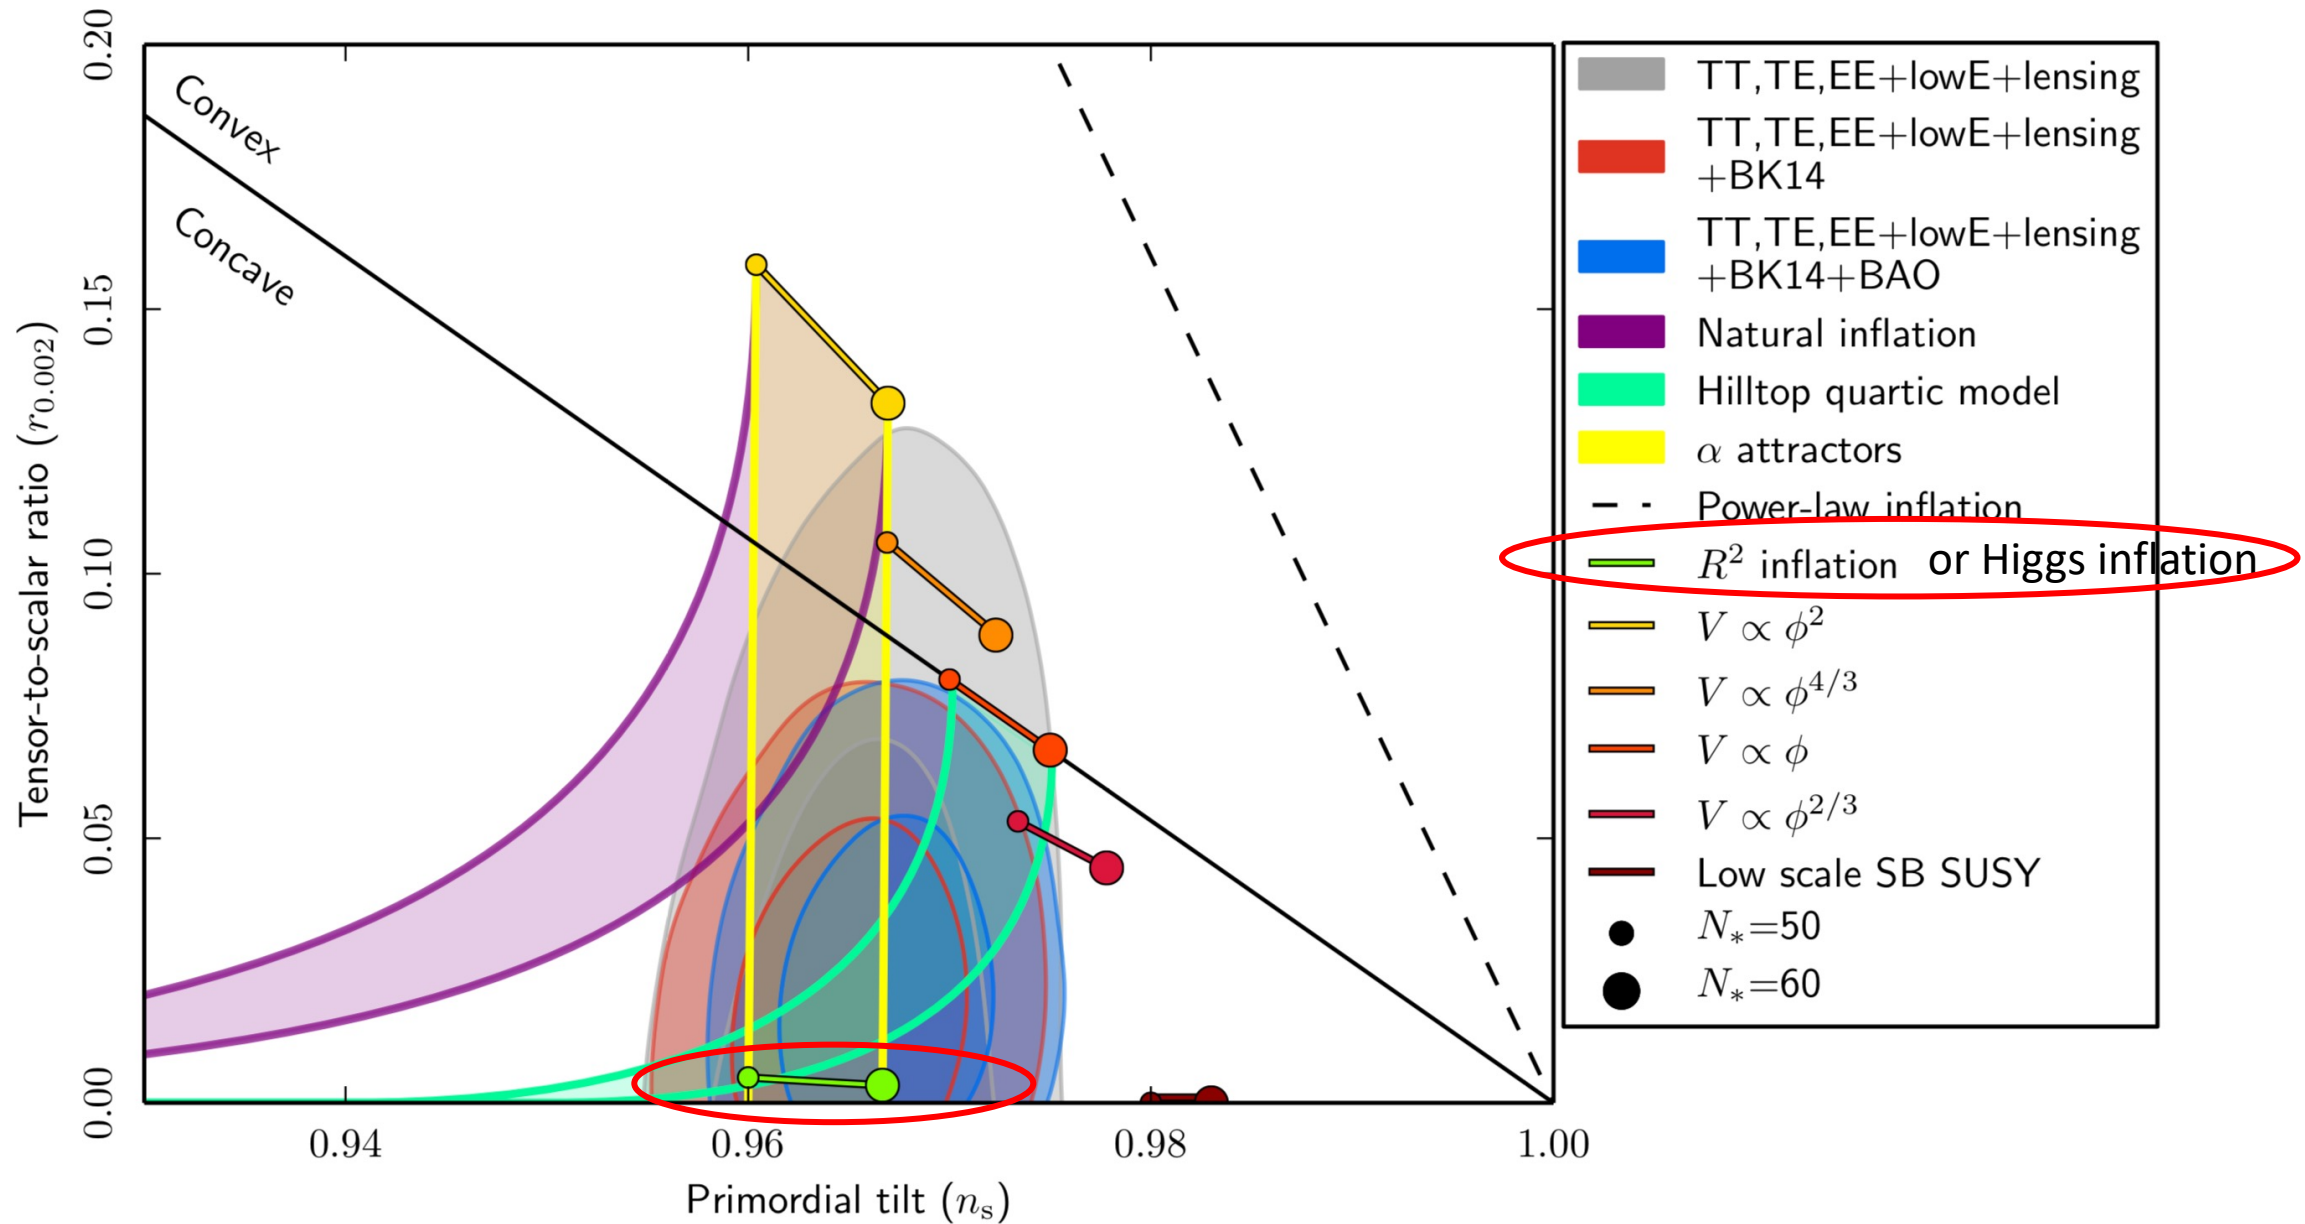 0.20
0.15
0.10
0.05
0.00
Tensor-to-scalar ratio (r₀.₀₀₂)
Convex
Concave
0.94
0.96
0.98
1.00
Primordial tilt (nₛ)
TT,TE,EE+lowE+lensing
TT,TE,EE+lowE+lensing
+BK14
TT,TE,EE+lowE+lensing
+BK14+BAO
Natural inflation
Hilltop quartic model
α attractors
Power-law inflation
R² inflation or Higgs inflation
V ∝ ϕ²
V ∝ ϕ^{4/3}
V ∝ ϕ
V ∝ ϕ^{2/3}
Low scale SB SUSY
N∗=50
N∗=60